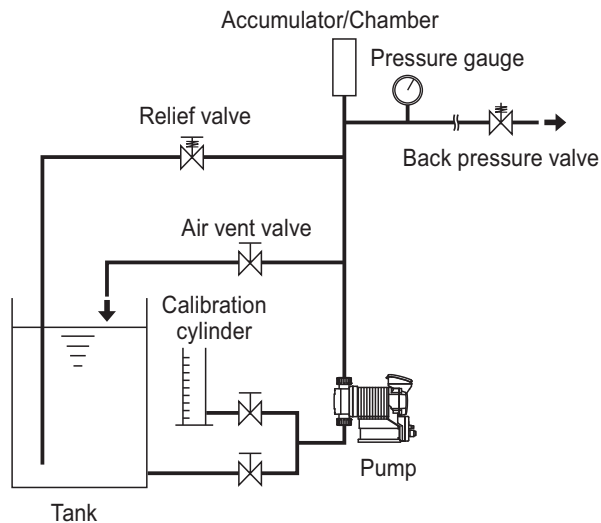 Accumulator/Chamber
Pressure gauge
Relief valve
Back pressure valve
Air vent valve
Calibration
cylinder
Pump
Tank